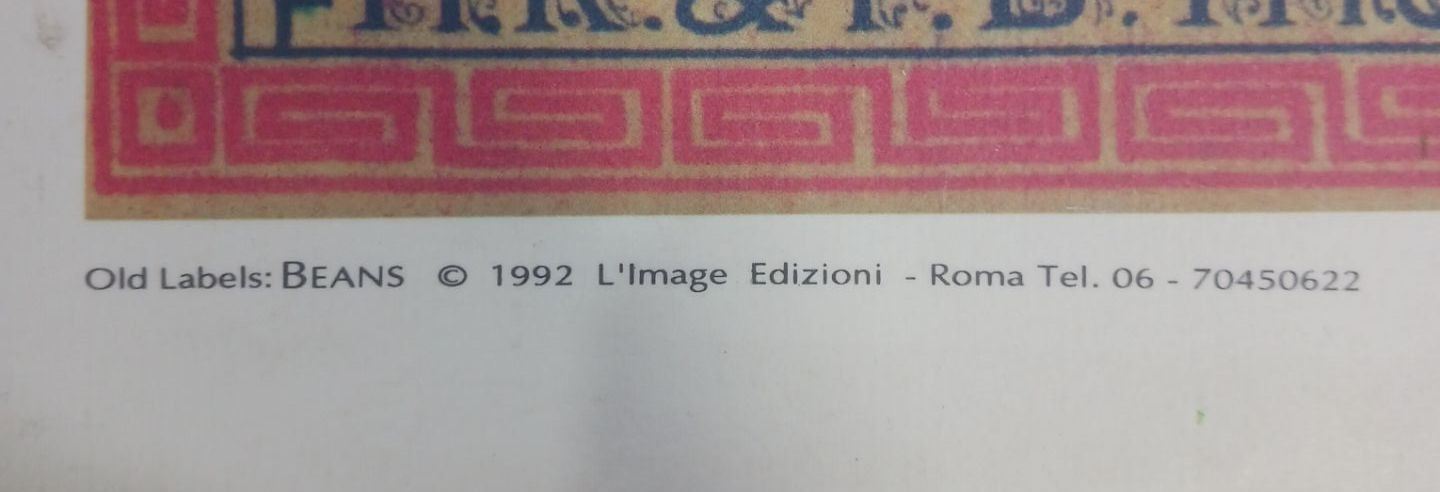 Old Labels: BEANS © 1992 L'Image Edizioni - Roma Tel. 06 - 70450622